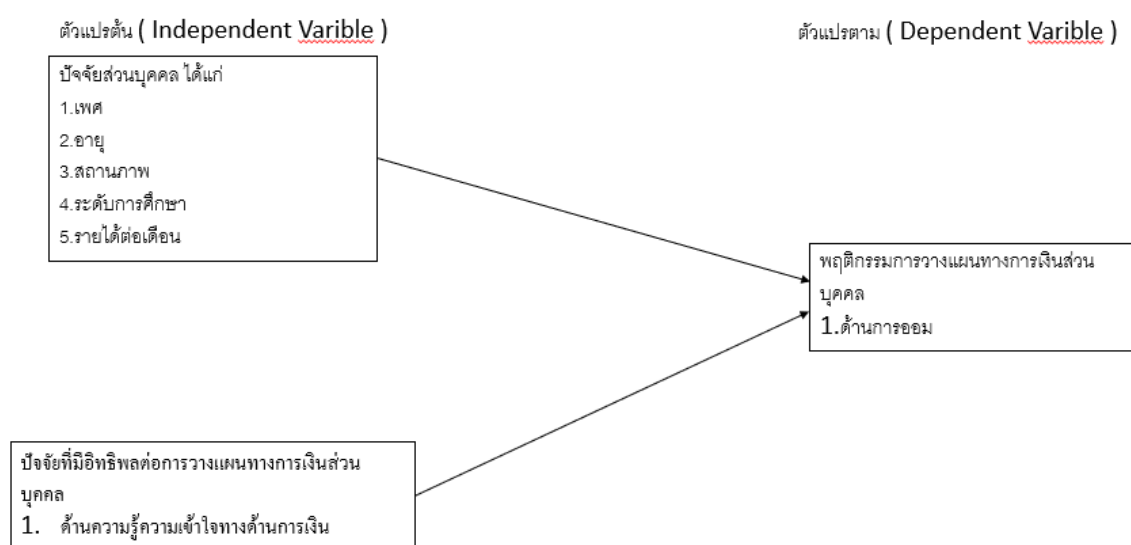 ตัวแปรต้น ( Independent Varible )
ตัวแปรตาม ( Dependent Varible )
ปัจจัยส่วนบุคคล ได้แก่
1.เพศ
2.อายุ
3.สถานภาพ
4.ระดับการศึกษา
5.รายได้ต่อเดือน
พฤติกรรมการวางแผนทางการเงินส่วน
บุคคล
1.ด้านการออม
ปัจจัยที่มีอิทธิพลต่อการวางแผนทางการเงินส่วน
บุคคล
1. ด้านความรู้ความเข้าใจทางด้านการเงิน